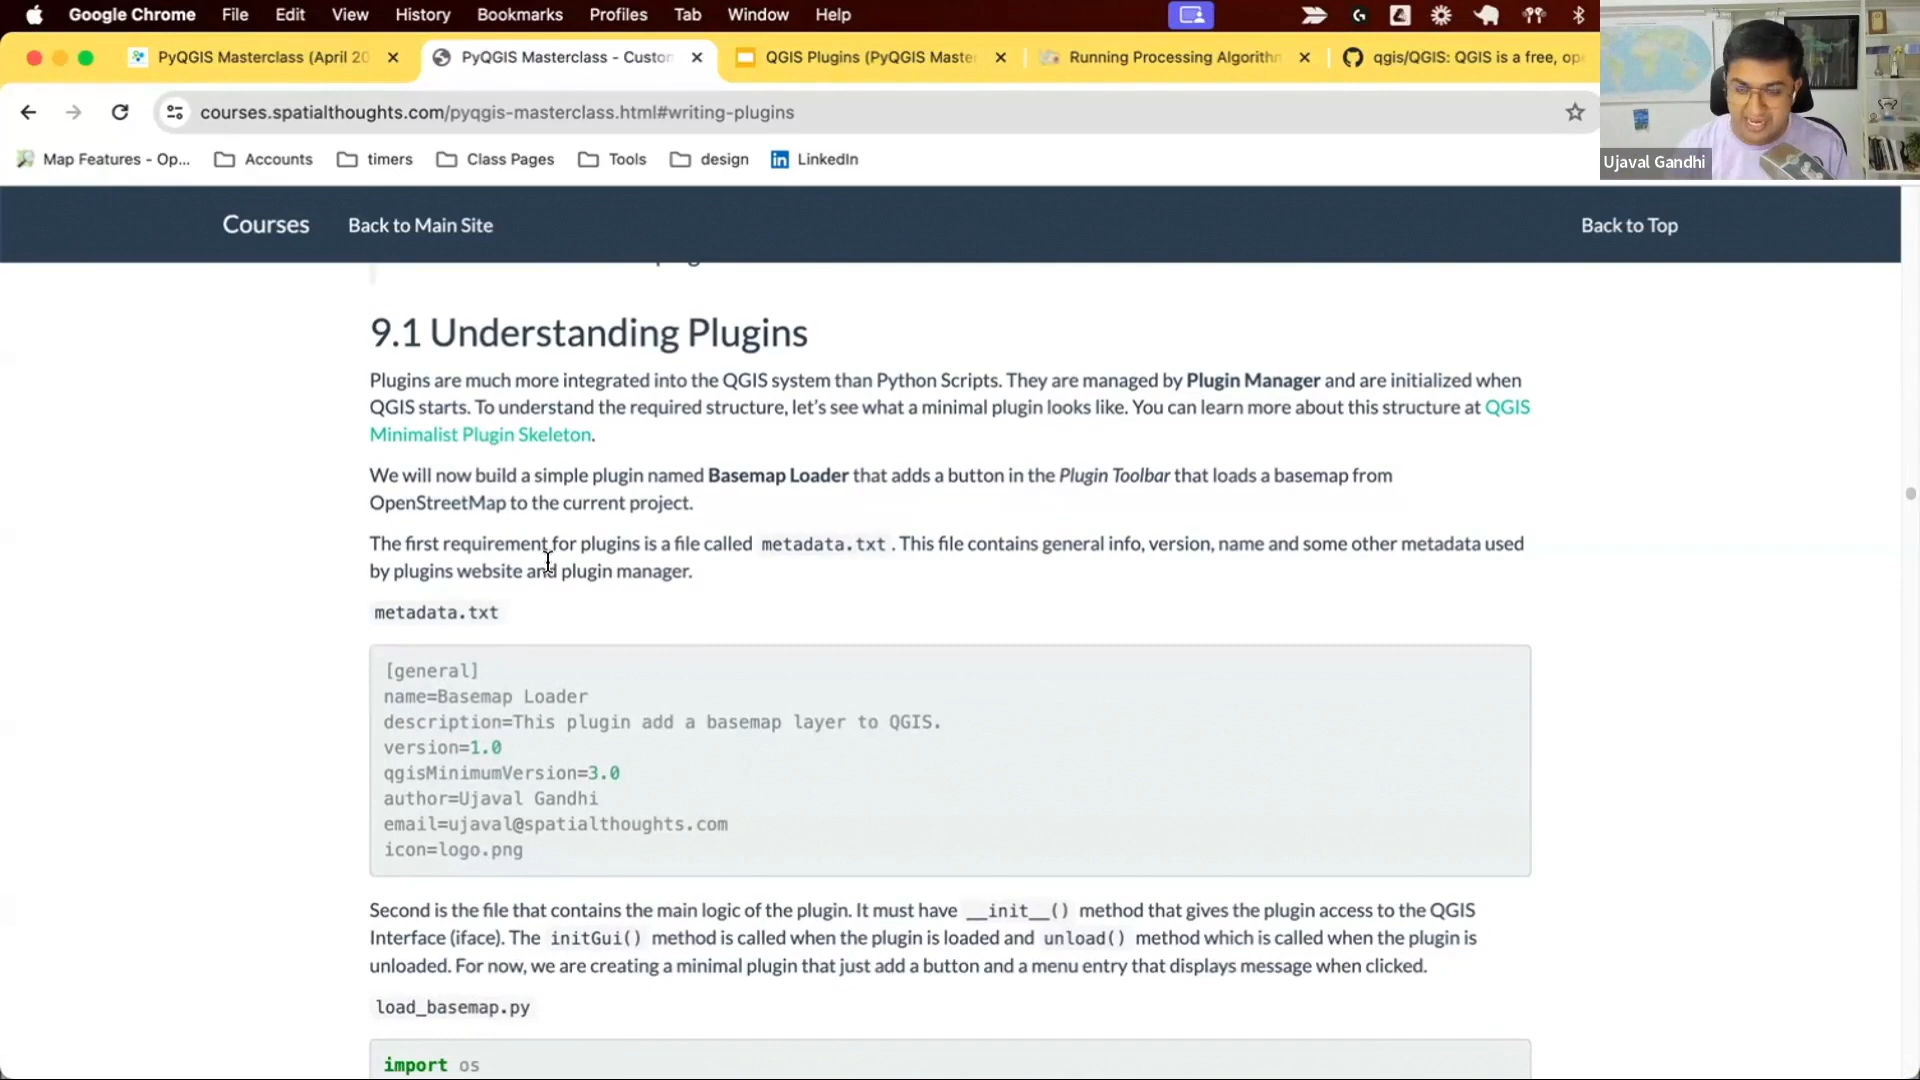 Google Chrome File Edit View History Bookmarks Profiles Tab Window Help
PyQGIS Masterclass (April 20
PyQGIS Masterclass - Custon
QGIS Plugins (PyQGIS Maste
Running Processing Algorithm
qgis/QGIS: QGIS is a free, op
courses.spatialthoughts.com/pyqgis-masterclass.html#writing-plugins
Map Features - Op... Accounts timers Class Pages Tools design LinkedIn
Ujaval Gandhi
Courses Back to Main Site Back to Top
9.1 Understanding Plugins
Plugins are much more integrated into the QGIS system than Python Scripts. They are managed by Plugin Manager and are initialized when
QGIS starts. To understand the required structure, let's see what a minimal plugin looks like. You can learn more about this structure at QGIS
Minimalist Plugin Skeleton.
We will now build a simple plugin named Basemap Loader that adds a button in the Plugin Toolbar that loads a basemap from
OpenStreetMap to the current project.
The first requirement for plugins is a file called metadata.txt . This file contains general info, version, name and some other metadata used
by plugins website and plugin manager.
metadata.txt
[general]
name=Basemap Loader
description=This plugin add a basemap layer to QGIS.
version=1.0
qgisMinimumVersion=3.0
author=Ujaval Gandhi
email=ujaval@spatialthoughts.com
icon=logo.png
Second is the file that contains the main logic of the plugin. It must have __init__() method that gives the plugin access to the QGIS
Interface (iface). The initGui() method is called when the plugin is loaded and unload() method which is called when the plugin is
unloaded. For now, we are creating a minimal plugin that just add a button and a menu entry that displays message when clicked.
load_basemap.py
import os